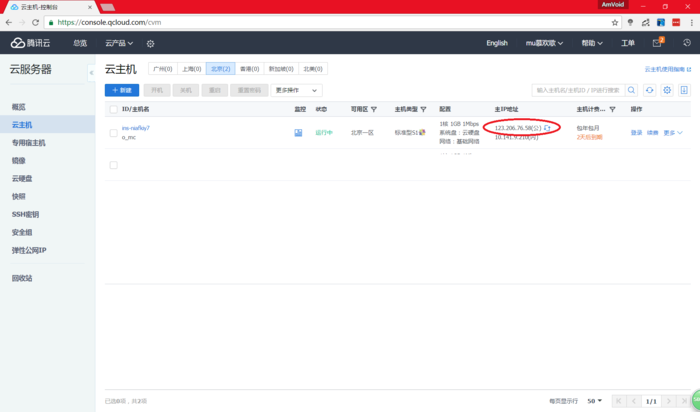 云主机-控制台
AmVoid
https://console.qcloud.com/cvm
腾讯云 总览 云产品 English mu慕欢歌 帮助 工单 2
云服务器 云主机 广州(0) 上海(0) 北京(2) 香港(0) 新加坡(0) 北美(0) 云主机使用指南
+ 新建 开机 关机 重启 重置密码 更多操作 输入主机名/主机ID / IP进行搜索
概览
云主机
专用宿主机
镜像
云硬盘
快照
SSH密钥
安全组
弹性公网IP
回收站
ID/主机名 监控 状态 可用区 主机类型 配置 主IP地址 主机计费... 操作
运行中 北京一区 标准型S1
o_mc
1核 1GB 1Mbps
系统盘：云硬盘
网络：基础网络
123.206.76.58(公)
10.141.9.210(内)
包年包月
2天后到期
登录 续费 更多
已选0项，共2项 每页显示行 50 1/1